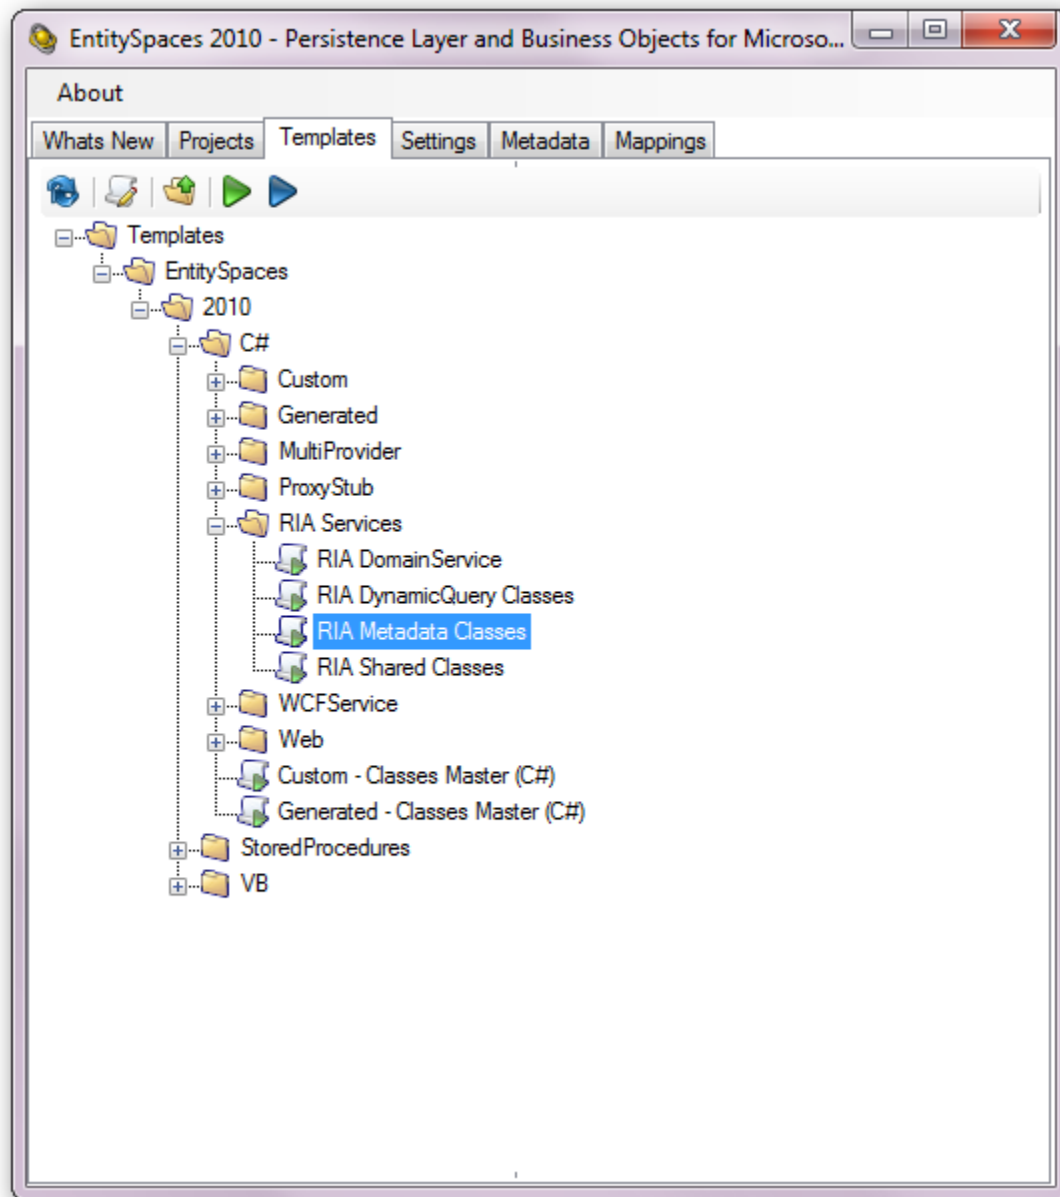 EntitySpaces 2010 - Persistence Layer and Business Objects for Microso...
About
Whats New Projects Templates Settings Metadata Mappings
Templates
EntitySpaces
2010
C#
Custom
Generated
MultiProvider
ProxyStub
RIA Services
RIA DomainService
RIA DynamicQuery Classes
RIA Metadata Classes
RIA Shared Classes
WCFService
Web
Custom - Classes Master (C#)
Generated - Classes Master (C#)
StoredProcedures
VB